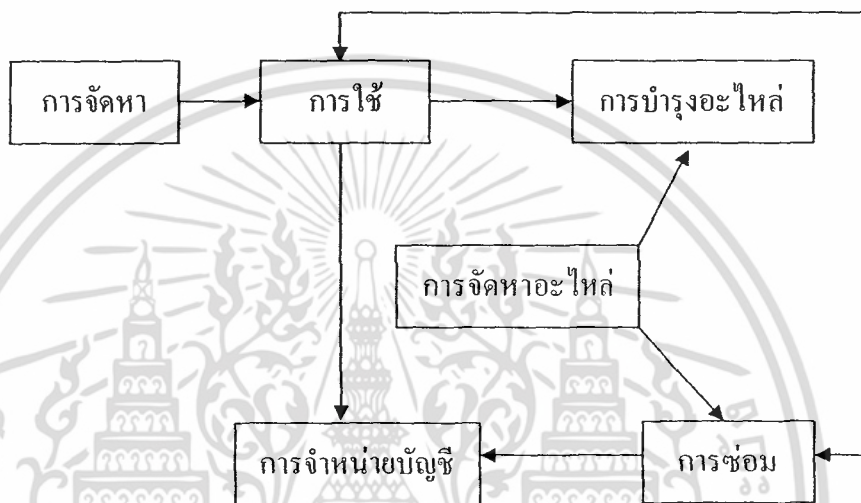 การจัดหา
การใช้
การบำรุงอะไหล่
การจัดหาอะไหล่
การจำหน่ายบัญชี
การซ่อม